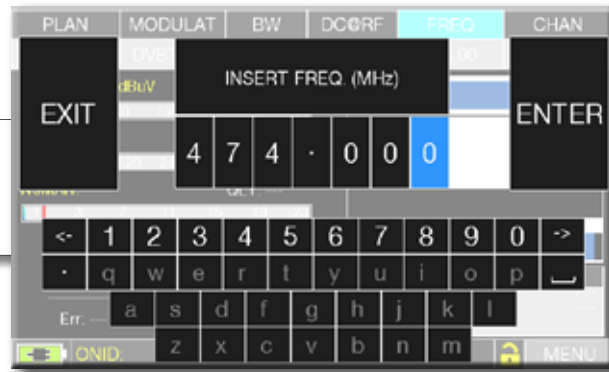 PLAN MODULAT BW DC@RF FREQ CHAN
DVB .00
dBuV
INSERT FREQ. (MHz)
EXIT
ENTER
4 7 4 . 0 0 0
<- 1 2 3 4 5 6 7 8 9 0 ->
. q w e r t y u i o p
a s d f g h j k l
Err: ---
z x c v b n m
ONID: MENU